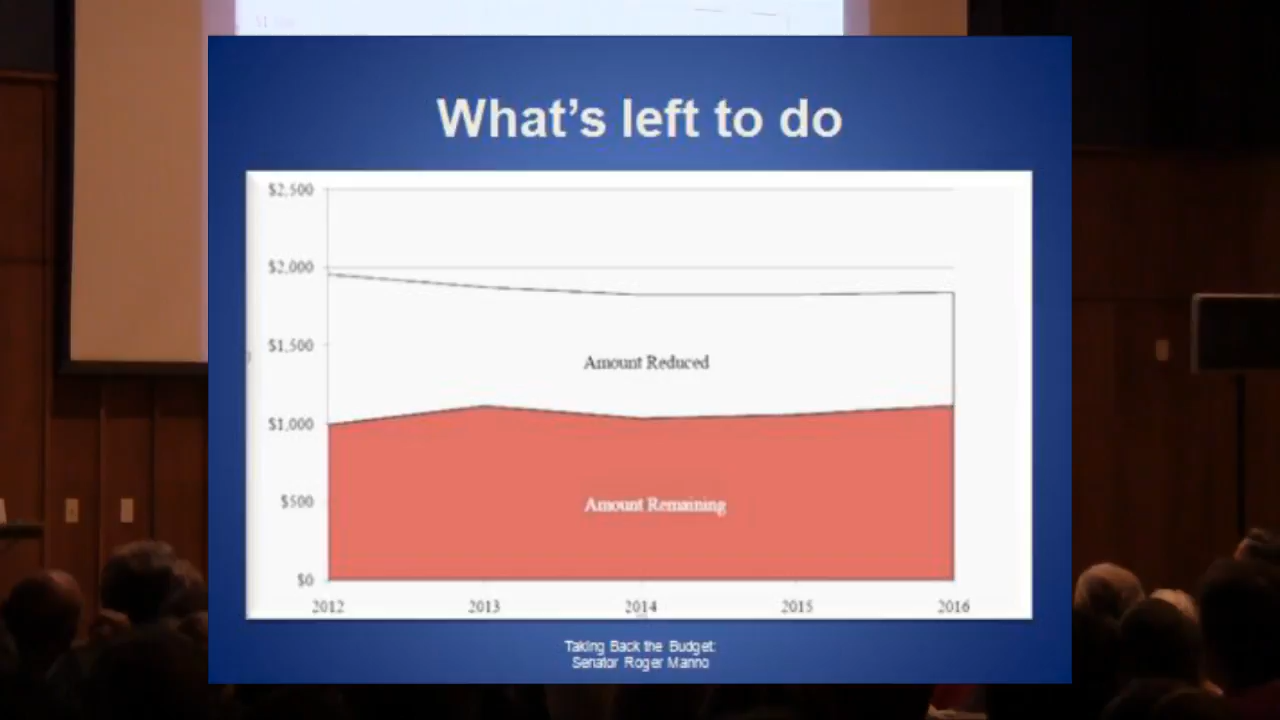 What's left to do
$2,500
$2,000
$1,500
Amount Reduced
$1,000
$500
Amount Remaining
$0
2012 2013 2014 2015 2016
Taking Back the Budget:
Senator Roger Manno